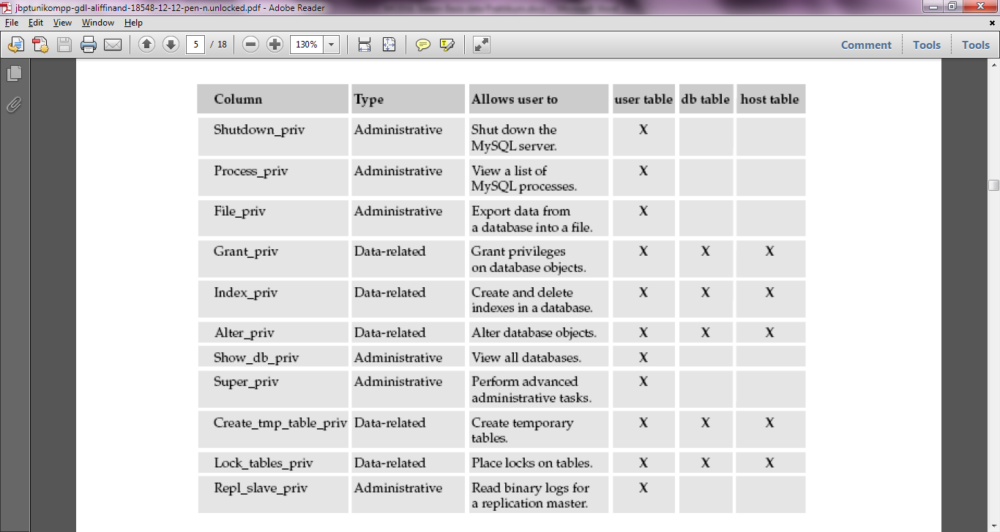 jbptunikompp-gdl-aliffinand-18548-12-12-pen-n.unlocked.pdf - Adobe Reader
File Edit View Window Help
5 / 18 130% Comment Tools Tools
Column Type Allows user to user table db table host table
Shutdown_priv Administrative Shut down the X
MySQL server.
Process_priv Administrative View a list of X
MySQL processes.
File_priv Administrative Export data from X
a database into a file.
Grant_priv Data-related Grant privileges X X X
on database objects.
Index_priv Data-related Create and delete X X X
indexes in a database.
Alter_priv Data-related Alter database objects. X X X
Show_db_priv Administrative View all databases. X
Super_priv Administrative Perform advanced X
administrative tasks.
Create_tmp_table_priv Data-related Create temporary X X X
tables.
Lock_tables_priv Data-related Place locks on tables. X X X
Repl_slave_priv Administrative Read binary logs for X
a replication master.